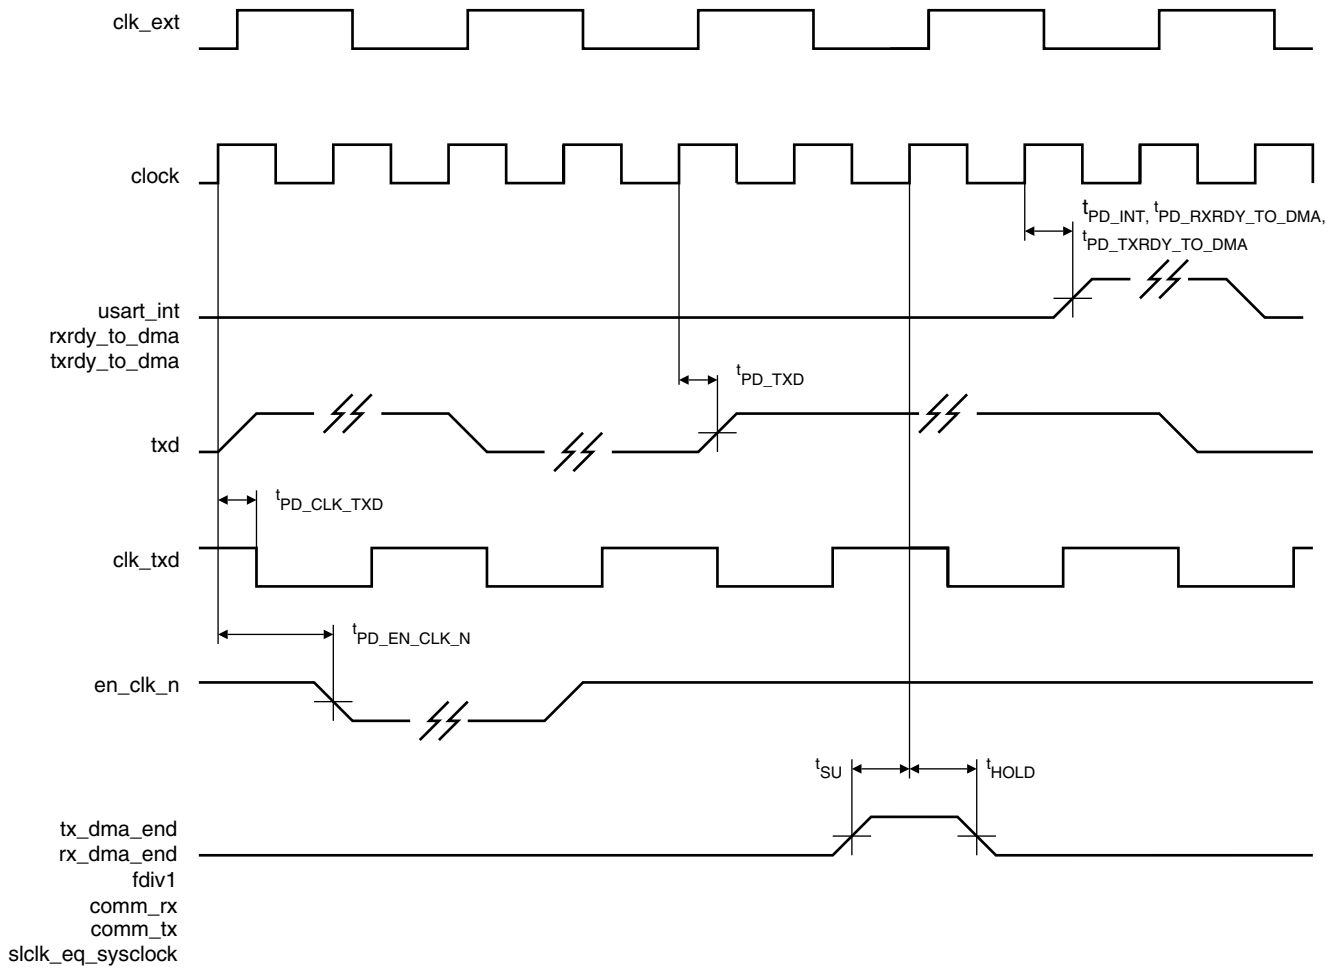 clk_ext
clock
tPD_INT, tPD_RXRDY_TO_DMA,
tPD_TXRDY_TO_DMA
usart_int
rxrdy_to_dma
txrdy_to_dma
tPD_TXD
txd
tPD_CLK_TXD
clk_txd
tPD_EN_CLK_N
en_clk_n
tSU
tHOLD
tx_dma_end
rx_dma_end
fdiv1
comm_rx
comm_tx
slclk_eq_sysclock